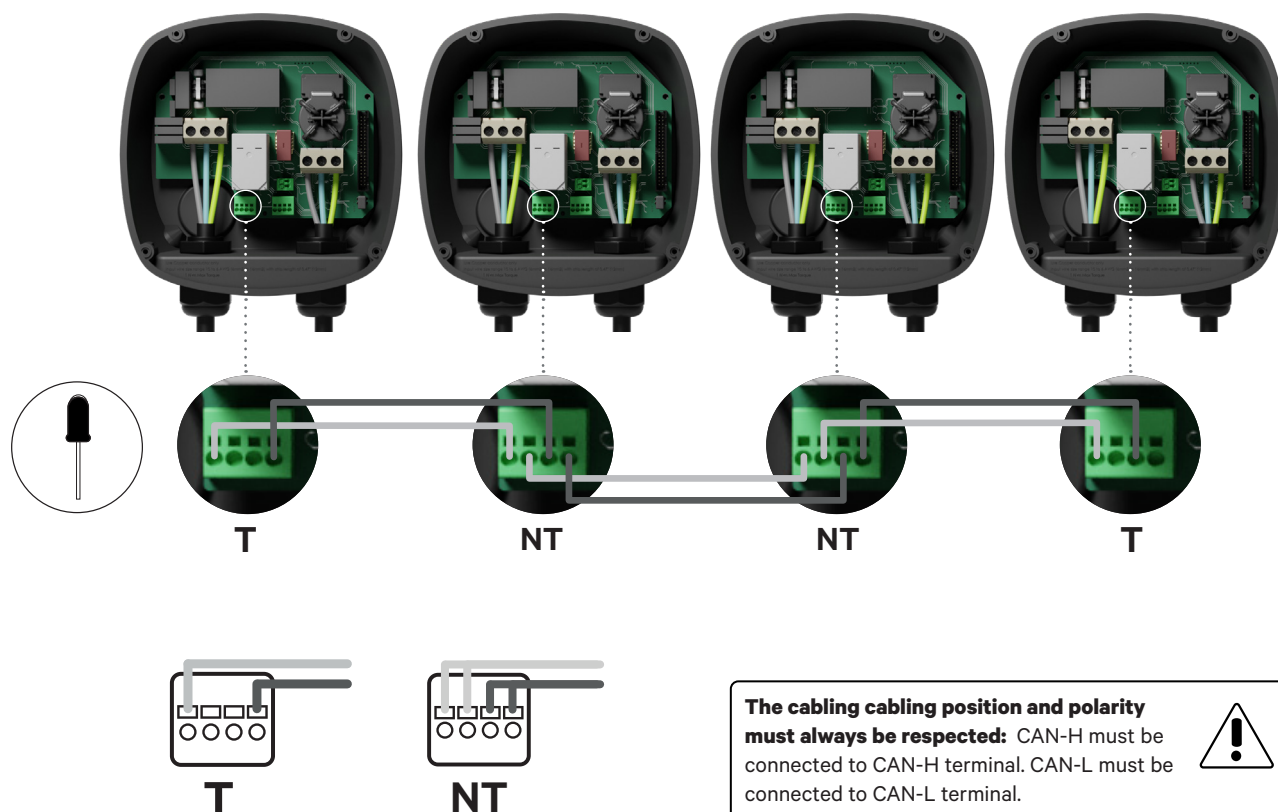 T
NT
NT
T
T
NT
The cabling cabling position and polarity
must always be respected: CAN-H must be
connected to CAN-H terminal. CAN-L must be
connected to CAN-L terminal.